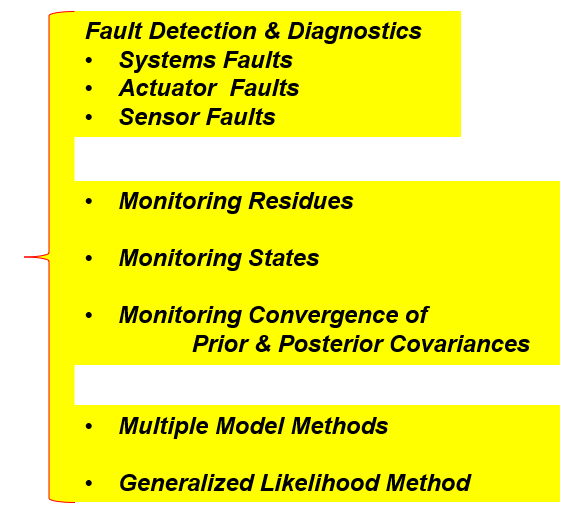 Fault Detection & Diagnostics
• Systems Faults
• Actuator  Faults
• Sensor Faults
• Monitoring Residues
• Monitoring States
• Monitoring Convergence of
Prior & Posterior Covariances
• Multiple Model Methods
• Generalized Likelihood Method